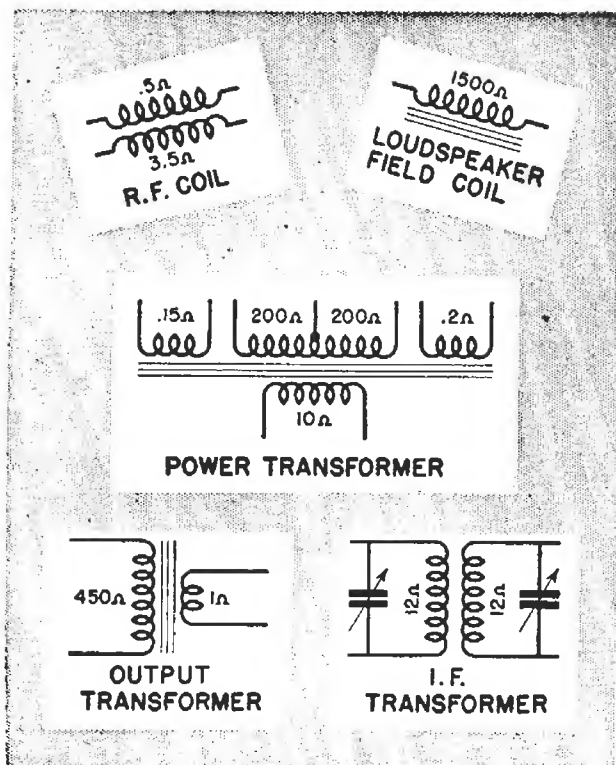 .5Ω
3.5Ω
R.F. COIL
1500Ω
LOUDSPEAKER
FIELD COIL
.15Ω 200Ω 200Ω .2Ω
10Ω
POWER TRANSFORMER
450Ω 1Ω
OUTPUT
TRANSFORMER
12Ω 12Ω
I.F.
TRANSFORMER